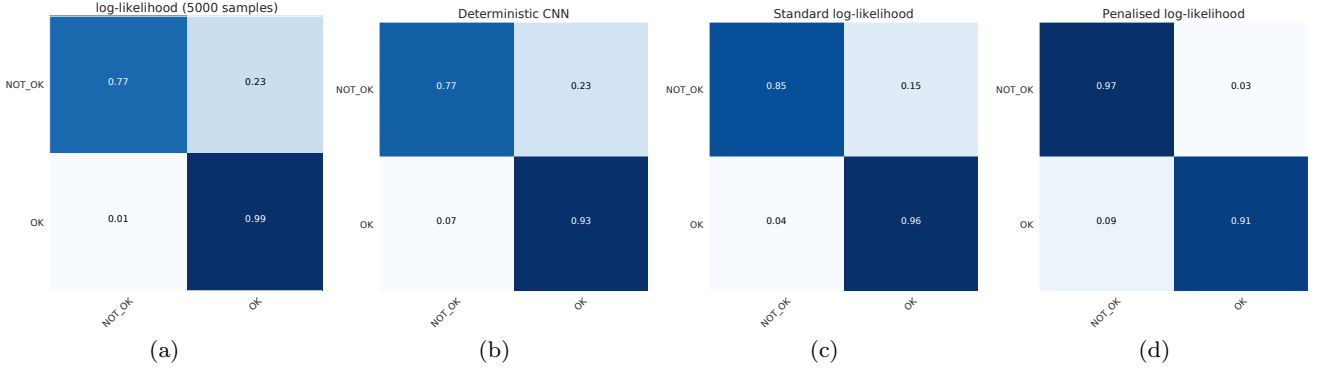 log-likelihood (5000 samples)
NOT_OK
0.77
0.23
OK
0.01
0.99
NOT_OK
OK
(a)
Deterministic CNN
NOT_OK
0.77
0.23
OK
0.07
0.93
NOT_OK
OK
(b)
Standard log-likelihood
NOT_OK
0.85
0.15
OK
0.04
0.96
NOT_OK
OK
(c)
Penalised log-likelihood
NOT_OK
0.97
0.03
OK
0.09
0.91
NOT_OK
OK
(d)